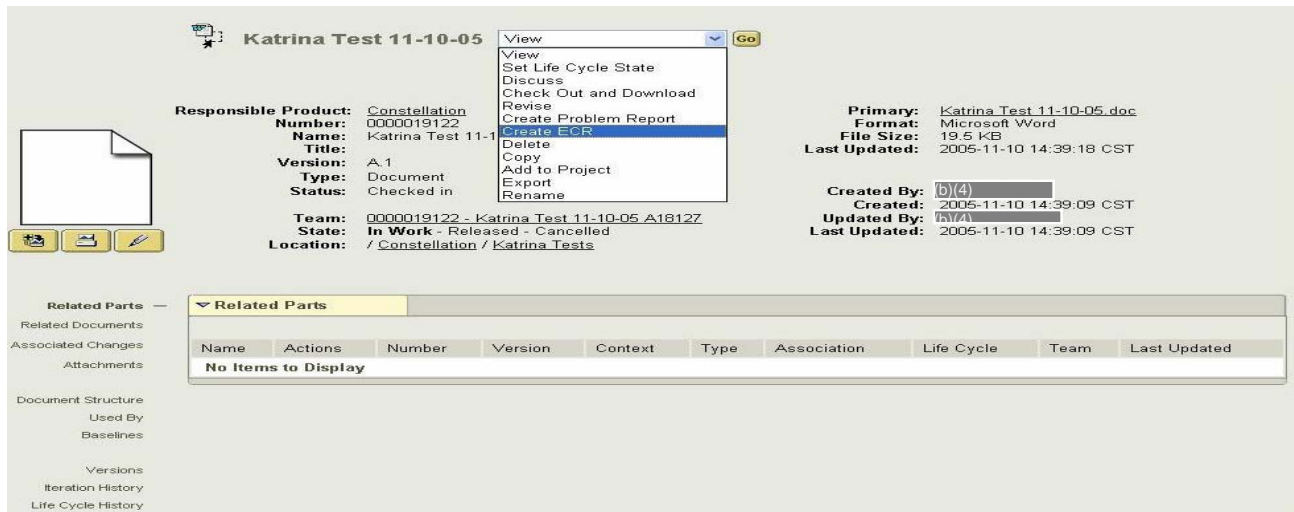 Katrina Test 11-10-05 View Go
View
Set Life Cycle State
Discuss
Check Out and Download
Revise
Create Problem Report
Create ECR
Delete
Copy
Add to Project
Export
Rename
Responsible Product: Constellation
Number: 0000019122
Name: Katrina Test 11-1
Title:
Version: A.1
Type: Document
Status: Checked in
Team: 0000019122 - Katrina Test 11-10-05 A18127
State: In Work - Released - Cancelled
Location: / Constellation / Katrina Tests
Primary: Katrina Test 11-10-05.doc
Format: Microsoft Word
File Size: 19.5 KB
Last Updated: 2005-11-10 14:39:18 CST
Created By: (b)(4)
Created: 2005-11-10 14:39:09 CST
Updated By: (b)(4)
Last Updated: 2005-11-10 14:39:09 CST
Related Parts
Related Documents
Associated Changes
Attachments
Document Structure
Used By
Baselines
Versions
Iteration History
Life Cycle History
Related Parts
Name Actions Number Version Context Type Association Life Cycle Team Last Updated
No Items to Display